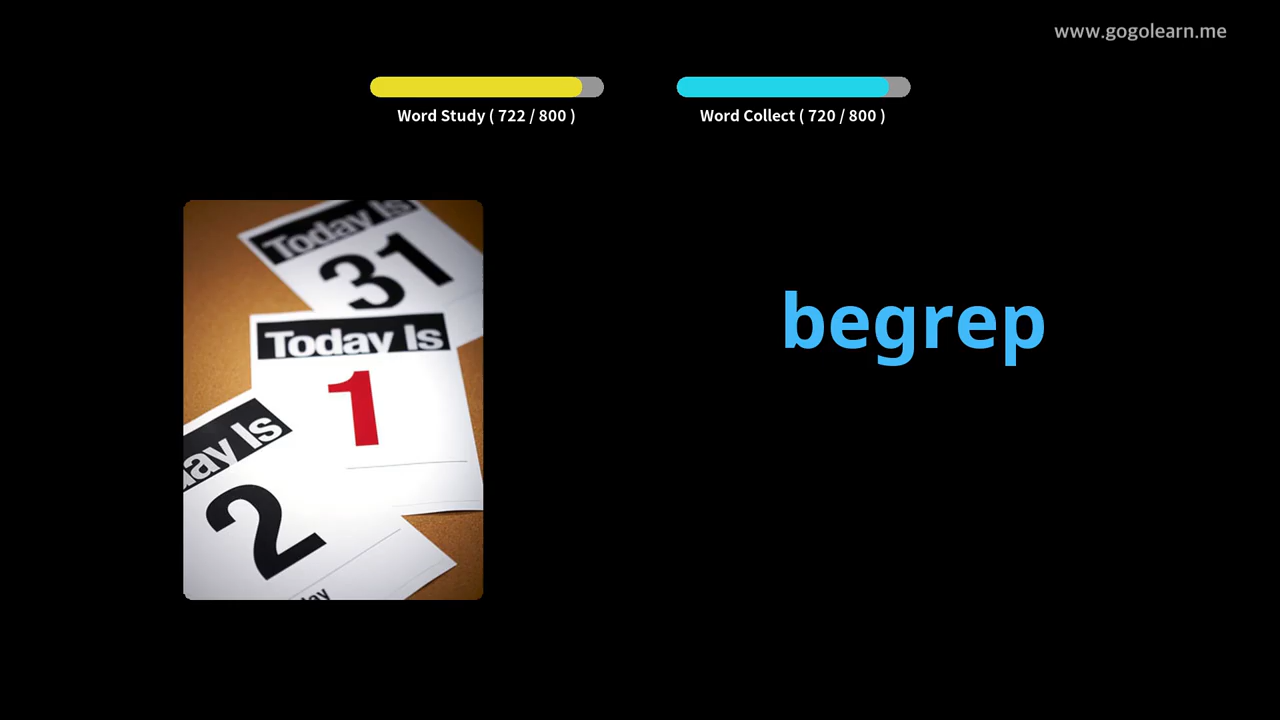 www.gogolearn.me
Word Study ( 722 / 800 )
Word Collect ( 720 / 800 )
Today Is
31
Today Is
1
begrep
ay Is
2
ay